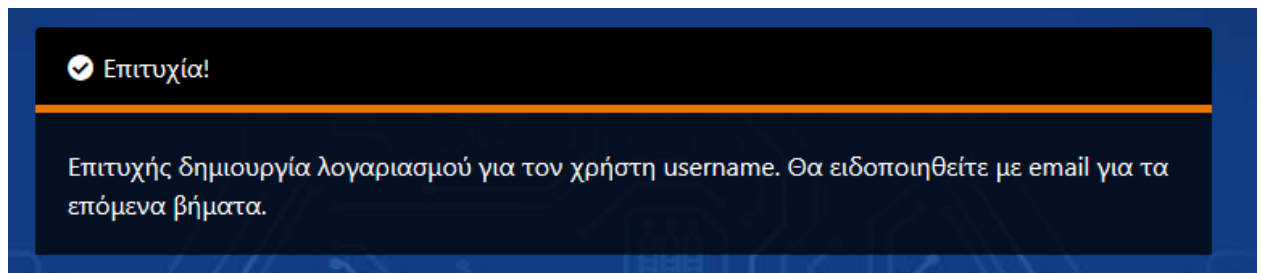 Επιτυχία!
Επιτυχής δημιουργία λογαριασμού για τον χρήστη username. Θα ειδοποιηθείτε με email για τα
επόμενα βήματα.